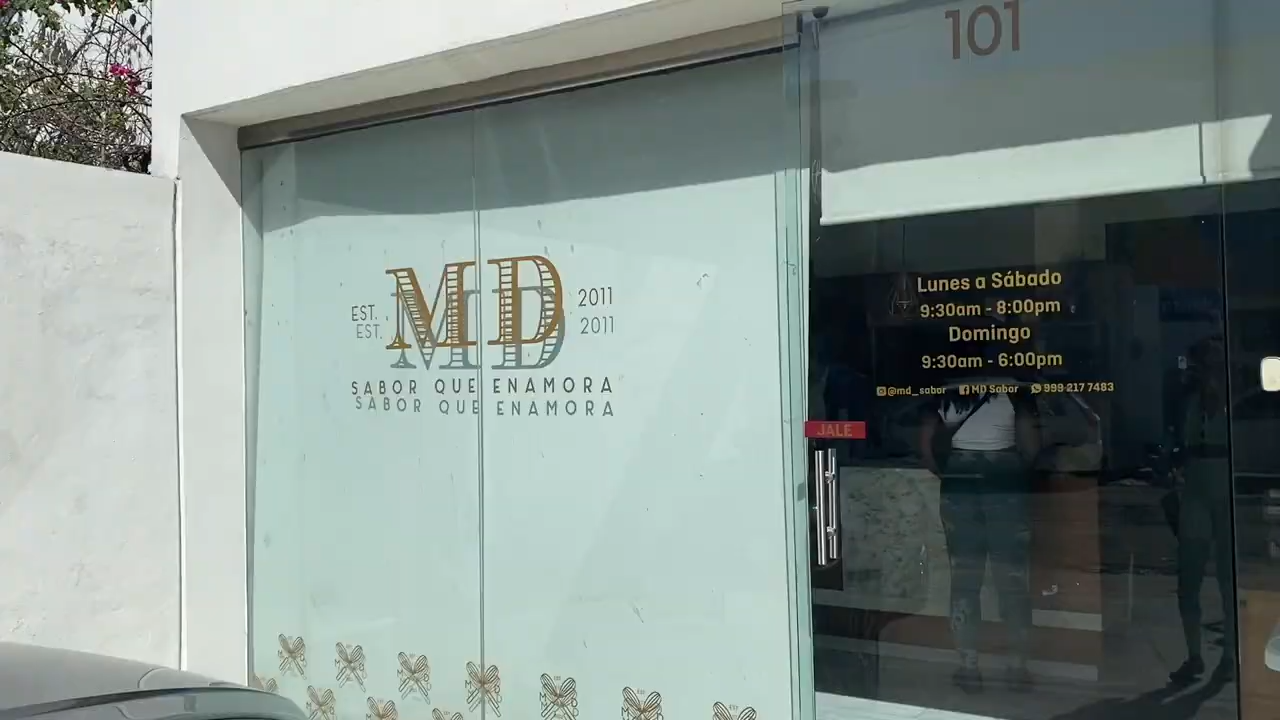 101
MD
EST. 2011
EST. 2011
SABOR QUE ENAMORA
SABOR QUE ENAMORA
Lunes a Sábado
9:30am - 8:00pm
Domingo
9:30am - 6:00pm
@md_sabor MD Sabor 999 217 7483
JALE